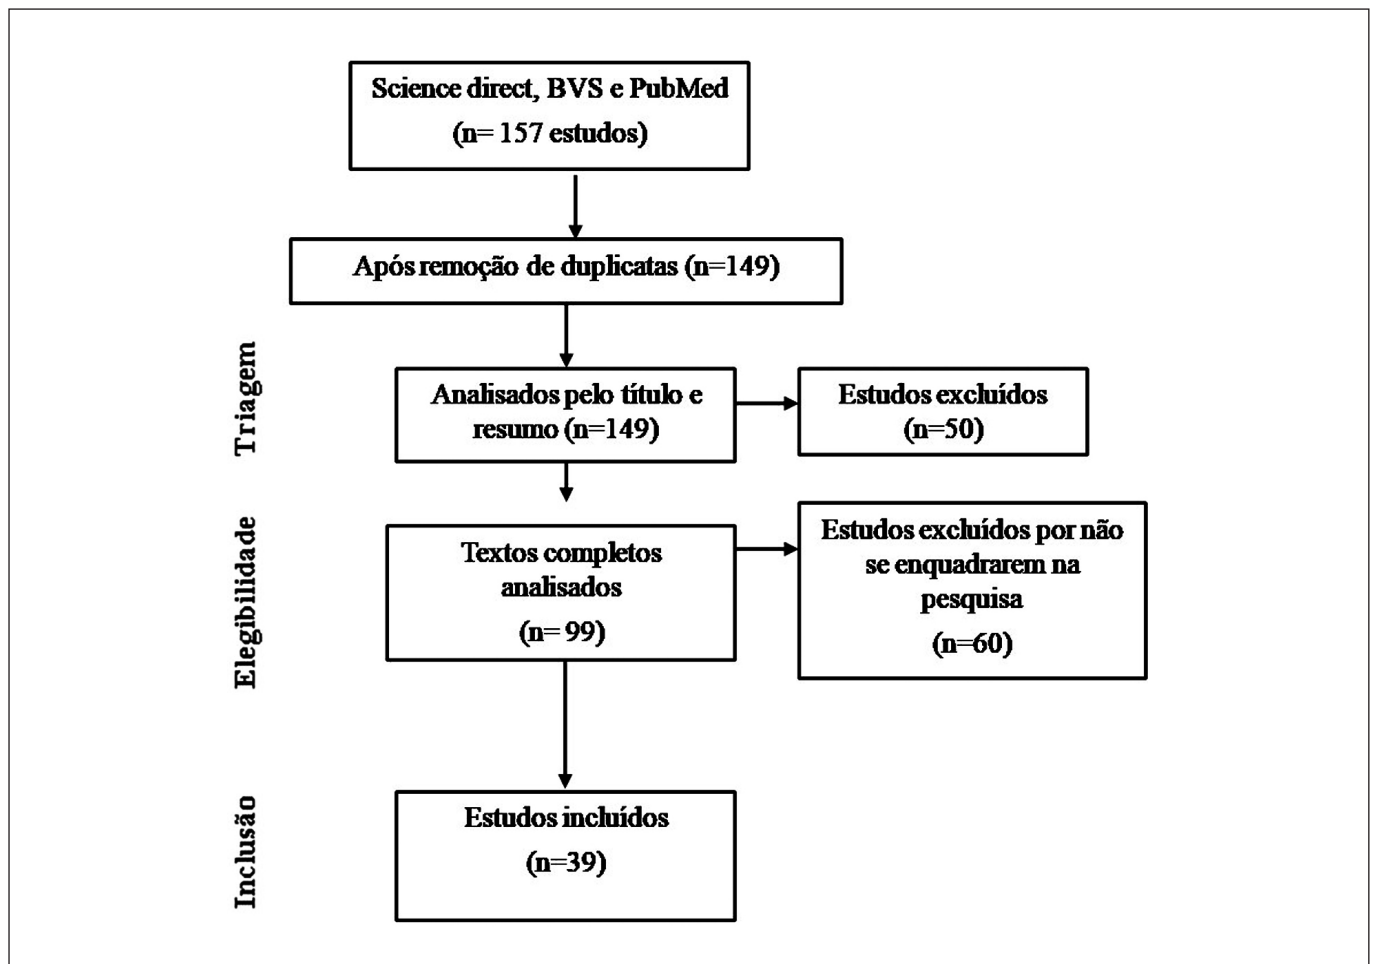 Science direct, BVS e PubMed
(n= 157 estudos)
Após remoção de duplicatas (n=149)
Triagem
Analisados pelo título e
resumo (n=149)
Estudos excluídos
(n=50)
Elegibilidade
Textos completos
analisados
(n= 99)
Estudos excluídos por não
se enquadrarem na
pesquisa
(n=60)
Inclusão
Estudos incluídos
(n=39)